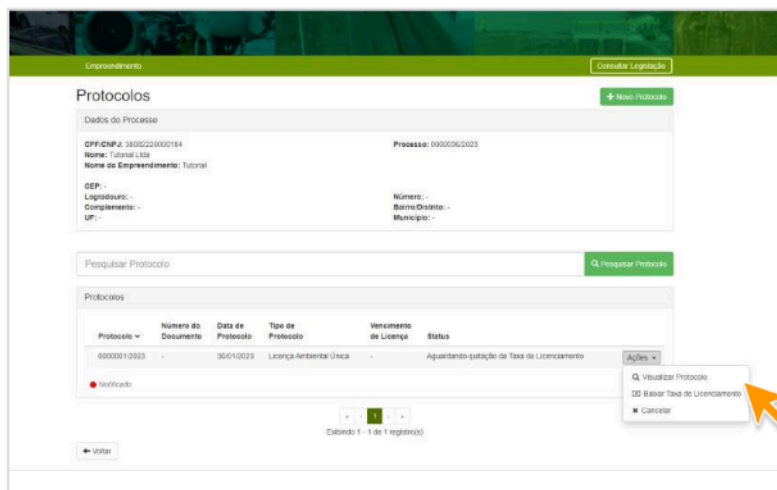 Empreendimento
Consultar Legislação
Protocolos
+ Novo Protocolo
Dados do Processo
CPF/CNPJ: 38082220000184
Processo: 0000006/2023
Nome: Tutorial Ltda
Nome do Empreendimento: Tutorial
CEP: -
Logradouro: -
Número: -
Complemento: -
Bairro/Distrito: -
UF: -
Município: -
Pesquisar Protocolo
Pesquisar Protocolo
Protocolos
Protocolo
Número do Documento
Data de Protocolo
Tipo de Protocolo
Vencimento de Licença
Status
0000001/2023 - 30/01/2023 Licença Ambiental Única - Aguardando quitação da Taxa de Licenciamento Ações
Notificado
Visualizar Protocolo
Baixar Taxa de Licenciamento
Cancelar
« ‹ 1 › »
Exibindo 1 - 1 de 1 registro(s)
Voltar